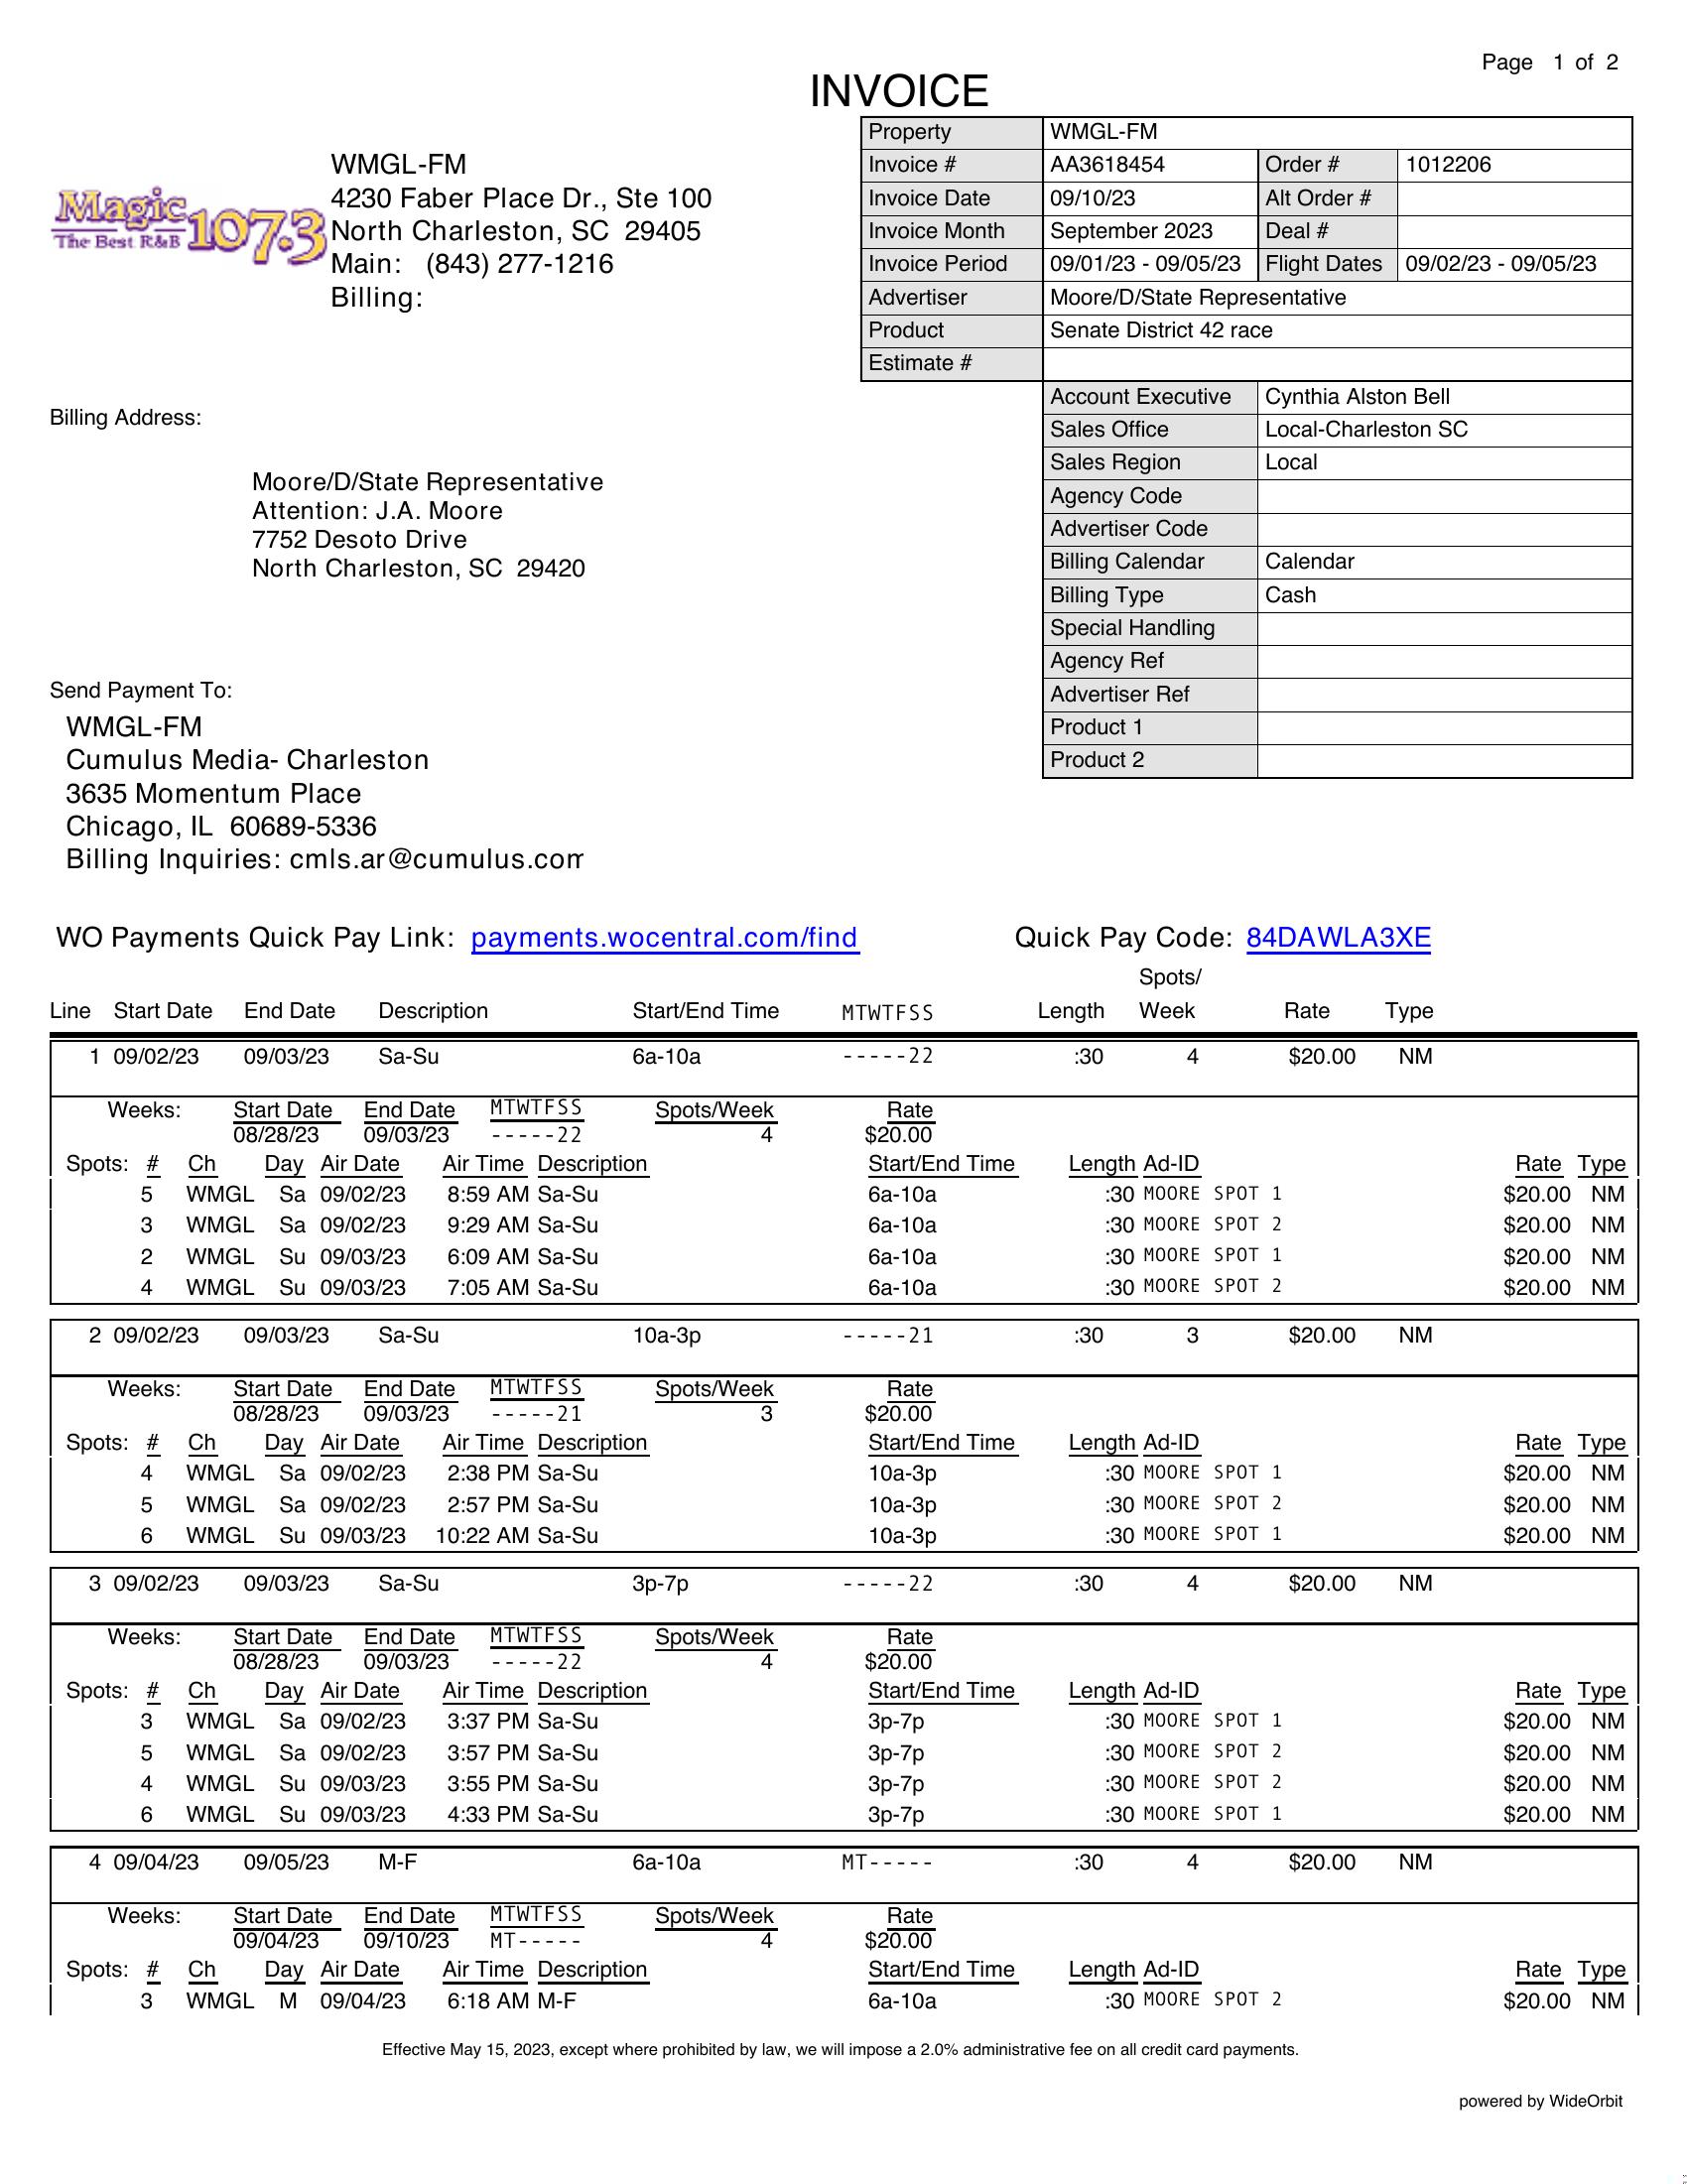 Page 1 of 2
INVOICE
Magic 107.3
The Best R&B
WMGL-FM
4230 Faber Place Dr., Ste 100
North Charleston, SC 29405
Main: (843) 277-1216
Billing:
Property WMGL-FM
Invoice # AA3618454 Order # 1012206
Invoice Date 09/10/23 Alt Order #
Invoice Month September 2023 Deal #
Invoice Period 09/01/23 - 09/05/23 Flight Dates 09/02/23 - 09/05/23
Advertiser Moore/D/State Representative
Product Senate District 42 race
Estimate #
Account Executive Cynthia Alston Bell
Sales Office Local-Charleston SC
Sales Region Local
Agency Code
Advertiser Code
Billing Calendar Calendar
Billing Type Cash
Special Handling
Agency Ref
Advertiser Ref
Product 1
Product 2
Billing Address:
Moore/D/State Representative
Attention: J.A. Moore
7752 Desoto Drive
North Charleston, SC 29420
Send Payment To:
WMGL-FM
Cumulus Media- Charleston
3635 Momentum Place
Chicago, IL 60689-5336
Billing Inquiries: cmls.ar@cumulus.com
WO Payments Quick Pay Link: payments.wocentral.com/find Quick Pay Code: 84DAWLA3XE
Spots/
Line Start Date End Date Description Start/End Time MTWTFSS Length Week Rate Type
1 09/02/23 09/03/23 Sa-Su 6a-10a -----22 :30 4 $20.00 NM
Weeks: Start Date End Date MTWTFSS Spots/Week Rate
08/28/23 09/03/23 -----22 4 $20.00
Spots: # Ch Day Air Date Air Time Description Start/End Time Length Ad-ID Rate Type
5 WMGL Sa 09/02/23 8:59 AM Sa-Su 6a-10a :30 MOORE SPOT 1 $20.00 NM
3 WMGL Sa 09/02/23 9:29 AM Sa-Su 6a-10a :30 MOORE SPOT 2 $20.00 NM
2 WMGL Su 09/03/23 6:09 AM Sa-Su 6a-10a :30 MOORE SPOT 1 $20.00 NM
4 WMGL Su 09/03/23 7:05 AM Sa-Su 6a-10a :30 MOORE SPOT 2 $20.00 NM
2 09/02/23 09/03/23 Sa-Su 10a-3p -----21 :30 3 $20.00 NM
Weeks: Start Date End Date MTWTFSS Spots/Week Rate
08/28/23 09/03/23 -----21 3 $20.00
Spots: # Ch Day Air Date Air Time Description Start/End Time Length Ad-ID Rate Type
4 WMGL Sa 09/02/23 2:38 PM Sa-Su 10a-3p :30 MOORE SPOT 1 $20.00 NM
5 WMGL Sa 09/02/23 2:57 PM Sa-Su 10a-3p :30 MOORE SPOT 2 $20.00 NM
6 WMGL Su 09/03/23 10:22 AM Sa-Su 10a-3p :30 MOORE SPOT 1 $20.00 NM
3 09/02/23 09/03/23 Sa-Su 3p-7p -----22 :30 4 $20.00 NM
Weeks: Start Date End Date MTWTFSS Spots/Week Rate
08/28/23 09/03/23 -----22 4 $20.00
Spots: # Ch Day Air Date Air Time Description Start/End Time Length Ad-ID Rate Type
3 WMGL Sa 09/02/23 3:37 PM Sa-Su 3p-7p :30 MOORE SPOT 1 $20.00 NM
5 WMGL Sa 09/02/23 3:57 PM Sa-Su 3p-7p :30 MOORE SPOT 2 $20.00 NM
4 WMGL Su 09/03/23 3:55 PM Sa-Su 3p-7p :30 MOORE SPOT 2 $20.00 NM
6 WMGL Su 09/03/23 4:33 PM Sa-Su 3p-7p :30 MOORE SPOT 1 $20.00 NM
4 09/04/23 09/05/23 M-F 6a-10a MT----- :30 4 $20.00 NM
Weeks: Start Date End Date MTWTFSS Spots/Week Rate
09/04/23 09/10/23 MT----- 4 $20.00
Spots: # Ch Day Air Date Air Time Description Start/End Time Length Ad-ID Rate Type
3 WMGL M 09/04/23 6:18 AM M-F 6a-10a :30 MOORE SPOT 2 $20.00 NM
Effective May 15, 2023, except where prohibited by law, we will impose a 2.0% administrative fee on all credit card payments.
powered by WideOrbit